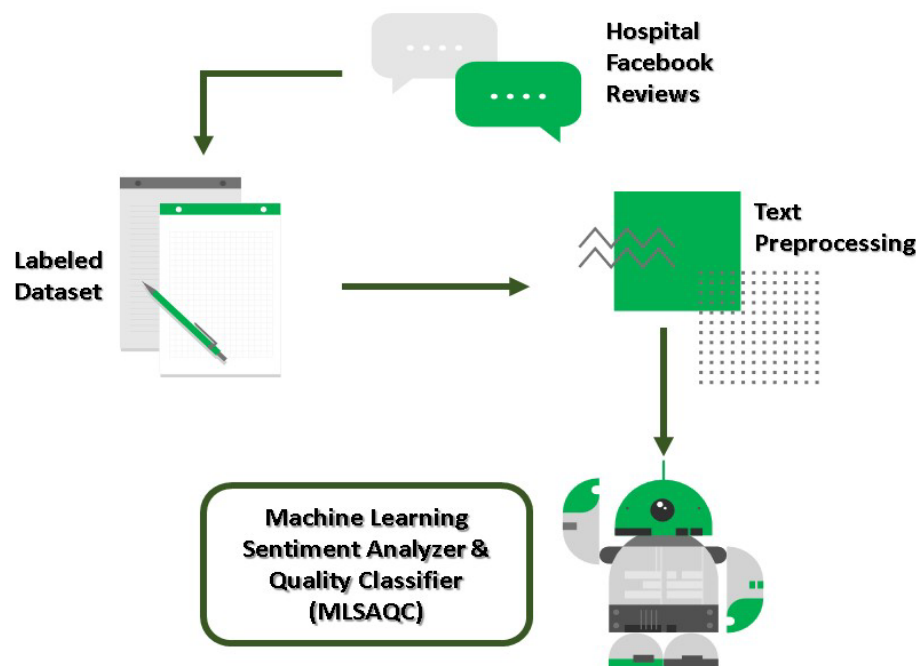 Hospital
Facebook
Reviews
Labeled
Dataset
Text
Preprocessing
Machine Learning
Sentiment Analyzer &
Quality Classifier
(MLSAQC)